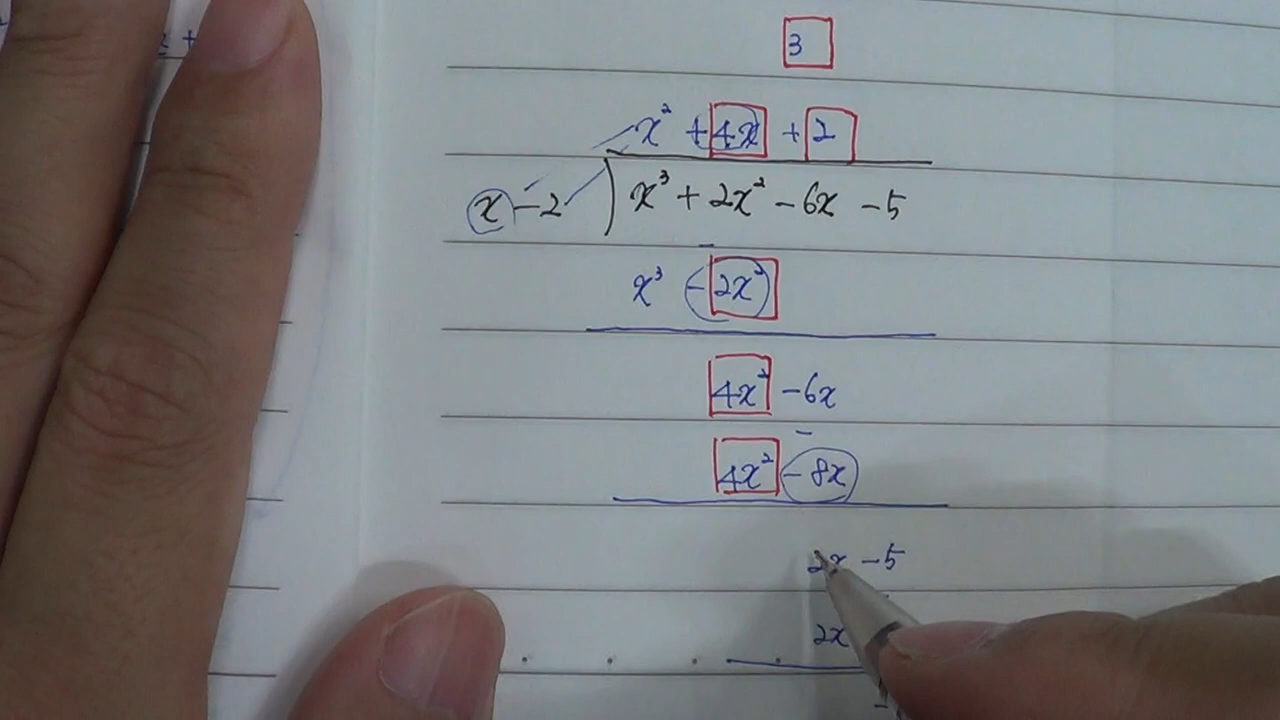 3
x² + 4x + 2
x - 2 ) x³ + 2x² - 6x - 5
x³ - 2x²
4x² - 6x
4x² - 8x
2x - 5
2x